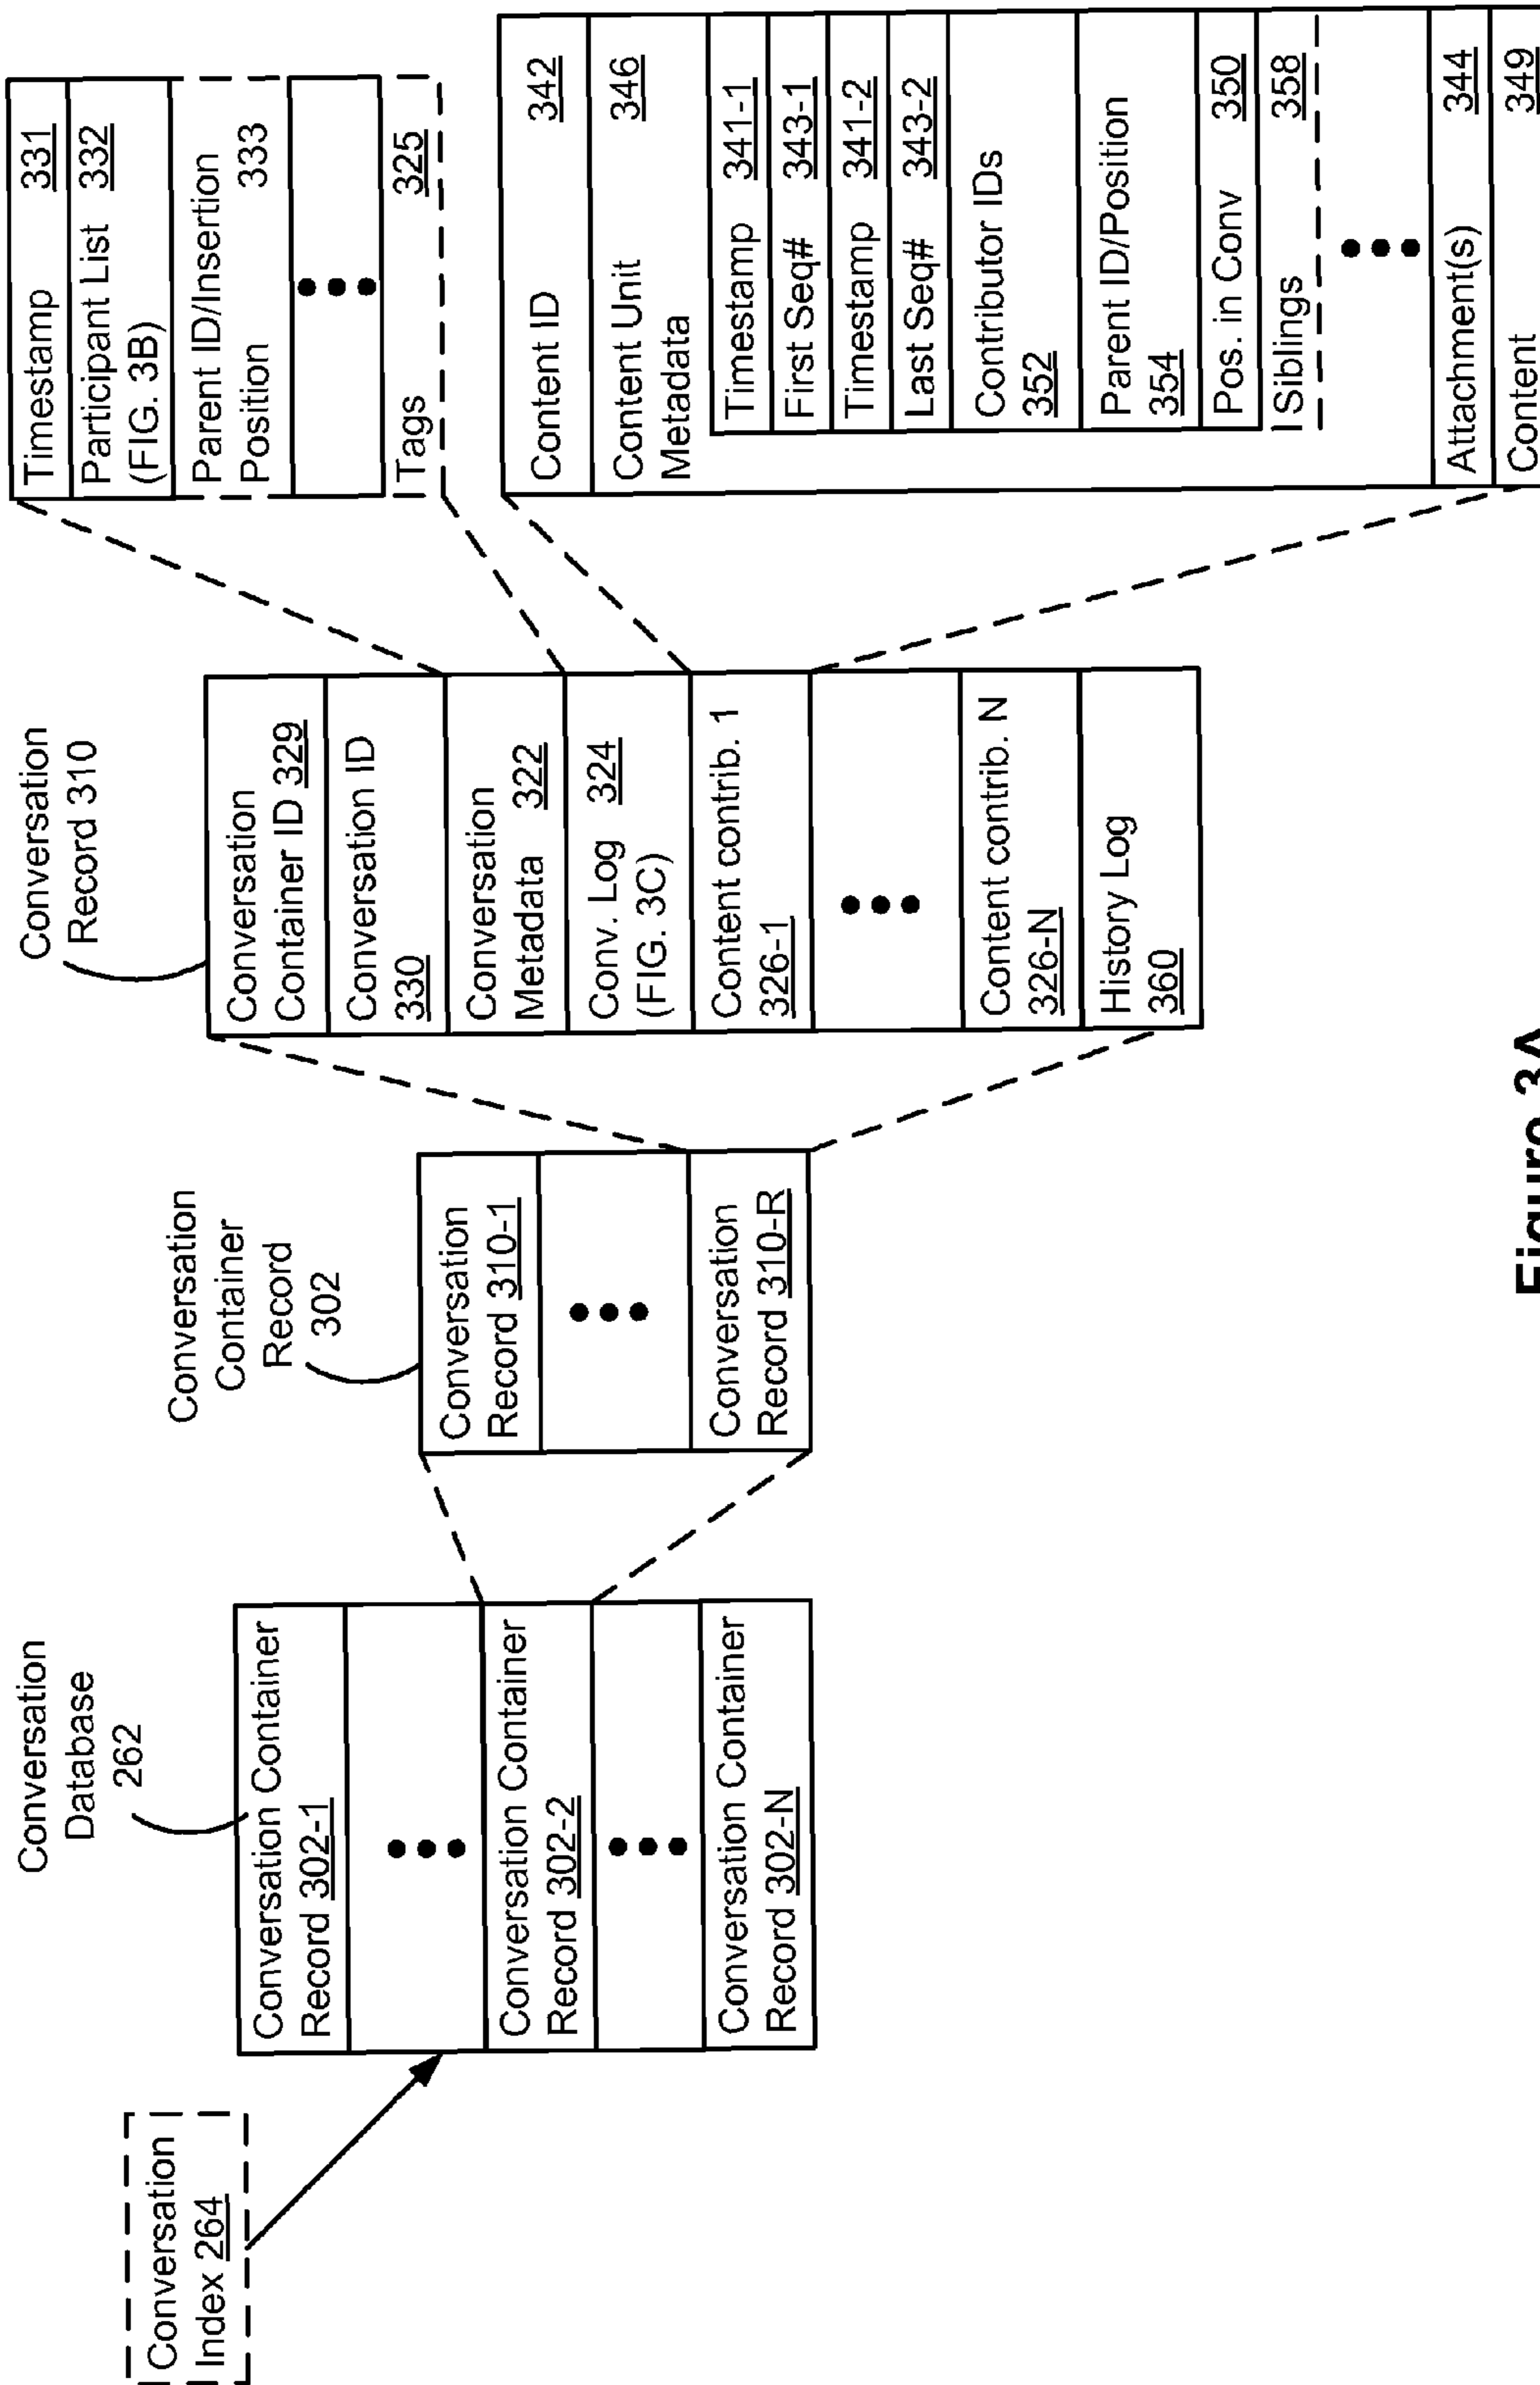 Conversation
Index 264
Conversation
Database
262
Conversation Container
Record 302-1
Conversation Container
Record 302-2
Conversation Container
Record 302-N
Conversation
Container
Record
302
Conversation
Record 310-1
Conversation
Record 310-R
Conversation
Record 310
Conversation
Container ID 329
Conversation ID
330
Conversation
Metadata 322
Conv. Log 324
(FIG. 3C)
Content contrib. 1
326-1
Content contrib. N
326-N
History Log
360
Timestamp 331
Participant List 332
(FIG. 3B)
Parent ID/Insertion
Position 333
Tags 325
Content ID 342
Content Unit 346
Metadata
Timestamp 341-1
First Seq# 343-1
Timestamp 341-2
Last Seq# 343-2
Contributor IDs
352
Parent ID/Position
354
Pos. in Conv 350
Siblings 358
Attachment(s) 344
Content 349
Figure 3A